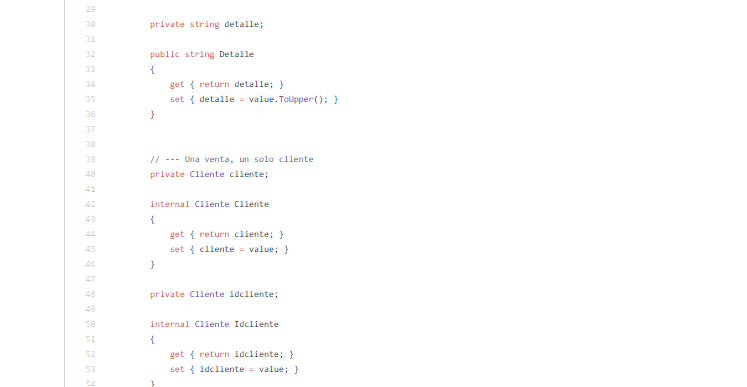 29
30 private string detalle;
31
32 public string Detalle
33 {
34 get { return detalle; }
35 set { detalle = value.ToUpper(); }
36 }
37
38
39 // --- Una venta, un solo cliente
40 private Cliente cliente;
41
42 internal Cliente Cliente
43 {
44 get { return cliente; }
45 set { cliente = value; }
46 }
47
48 private Cliente idcliente;
49
50 internal Cliente Idcliente
51 {
52 get { return idcliente; }
53 set { idcliente = value; }
54 }